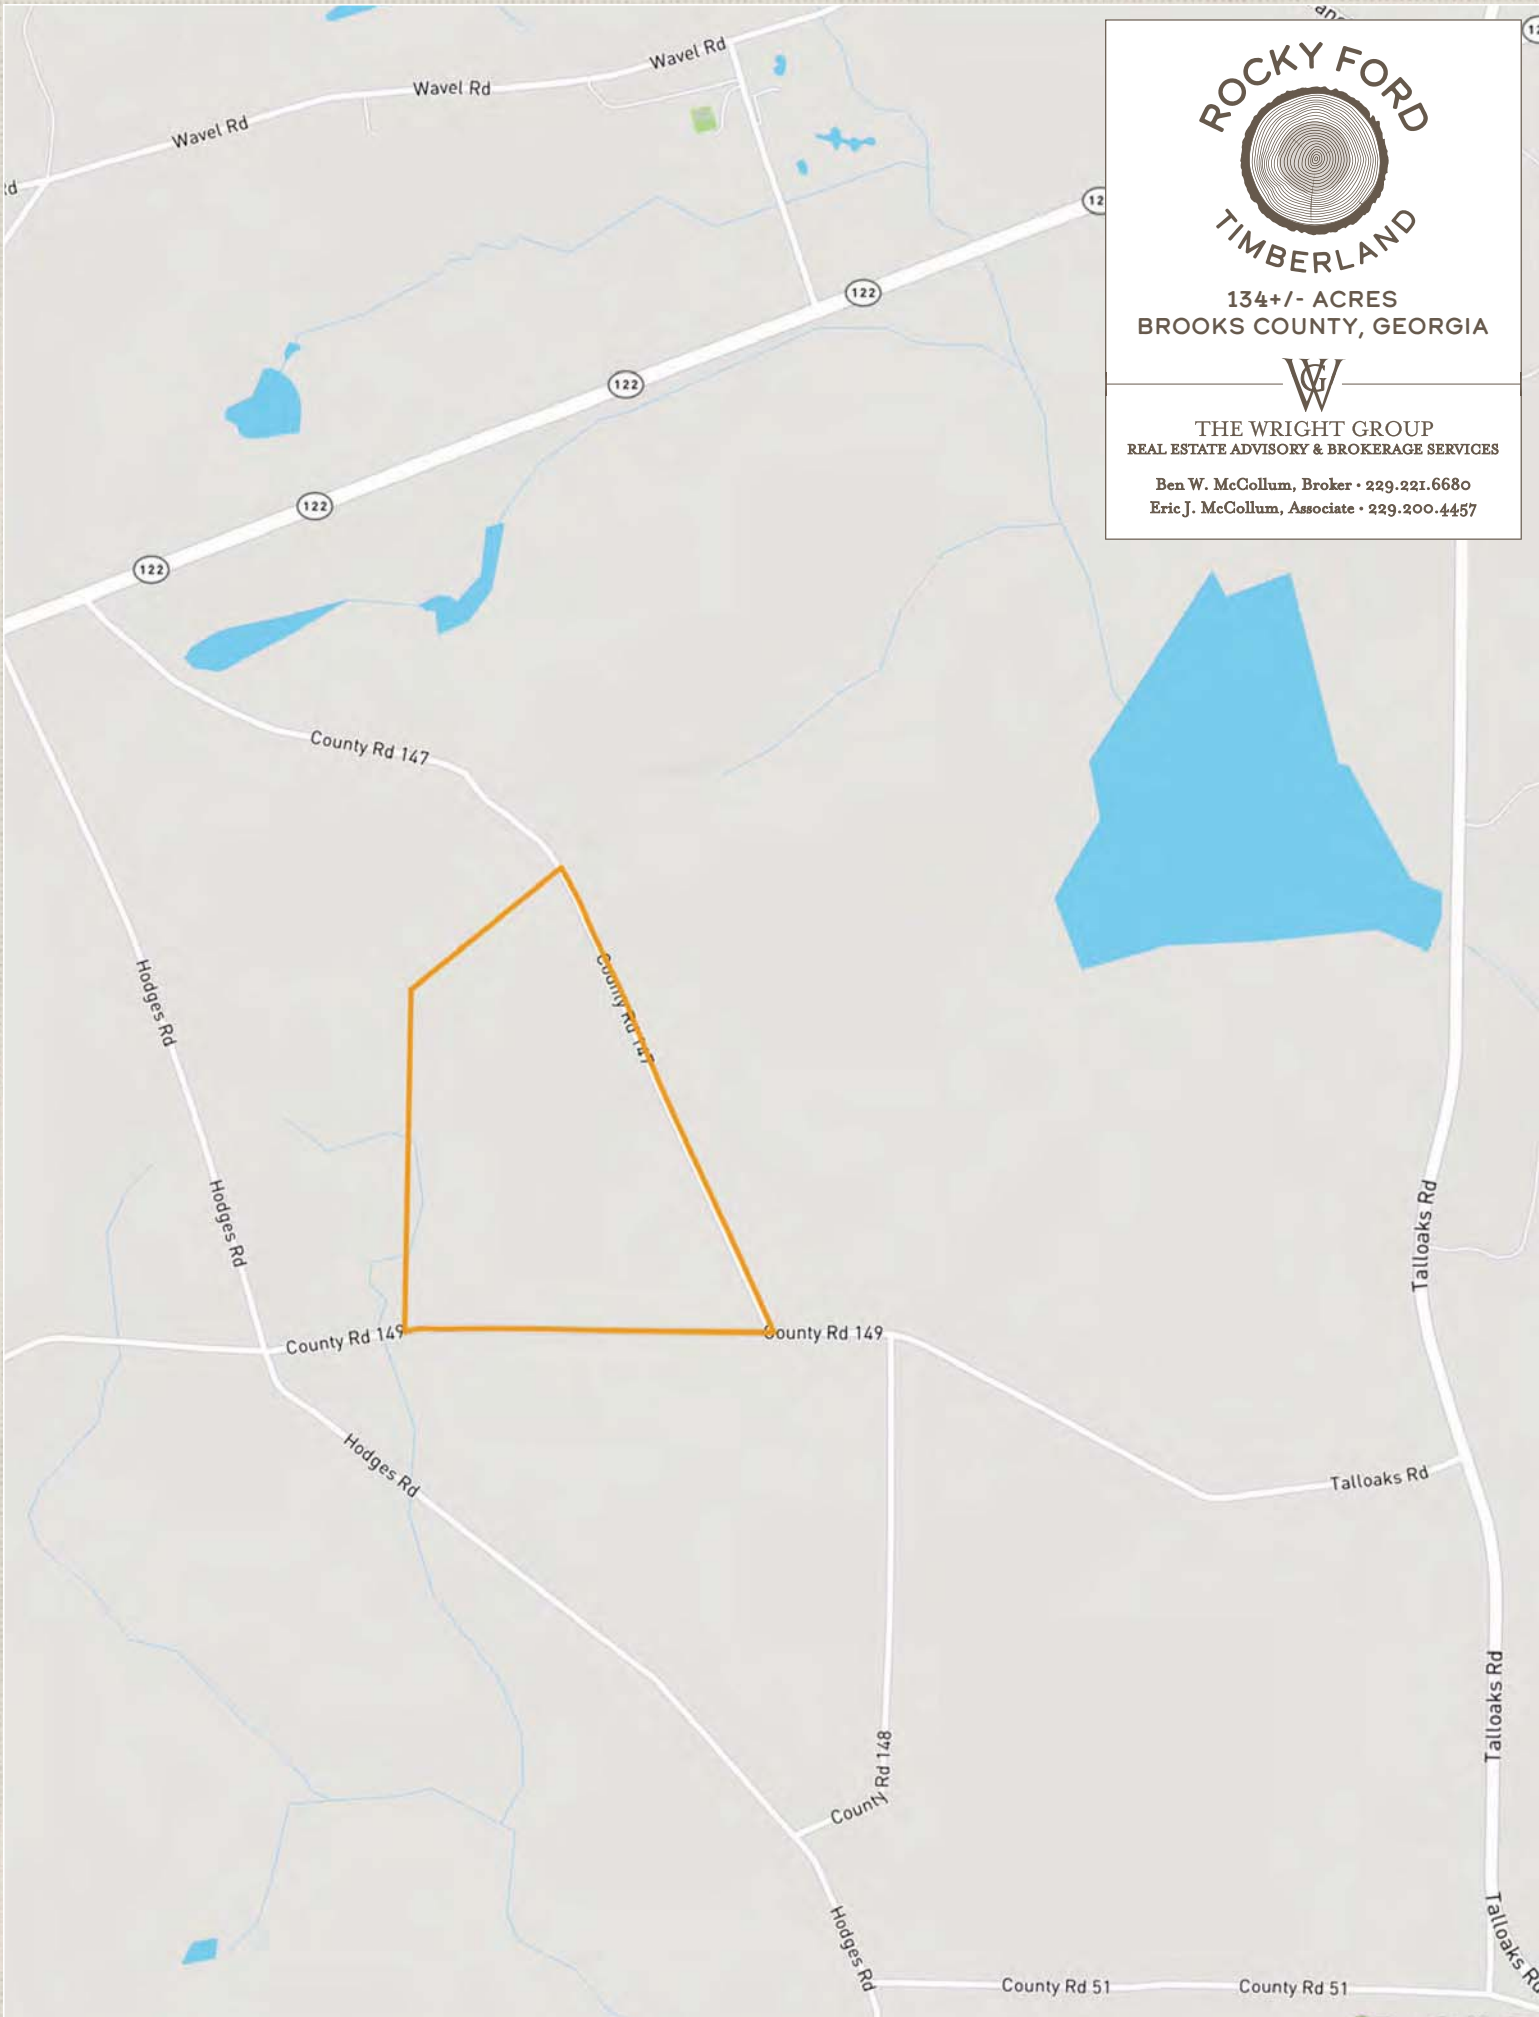 Wavel Rd
Wavel Rd
Wavel Rd
122
122
122
122
ROCKY FORD
TIMBERLAND
134+/- ACRES
BROOKS COUNTY, GEORGIA
WG
THE WRIGHT GROUP
REAL ESTATE ADVISORY & BROKERAGE SERVICES
Ben W. McCollum, Broker • 229.221.6680
Eric J. McCollum, Associate • 229.200.4457
County Rd 147
County Rd 147
Hodges Rd
Hodges Rd
Talloaks Rd
County Rd 149
County Rd 149
Hodges Rd
Talloaks Rd
Talloaks Rd
County Rd 148
Hodges Rd
Talloaks Rd
County Rd 51
County Rd 51